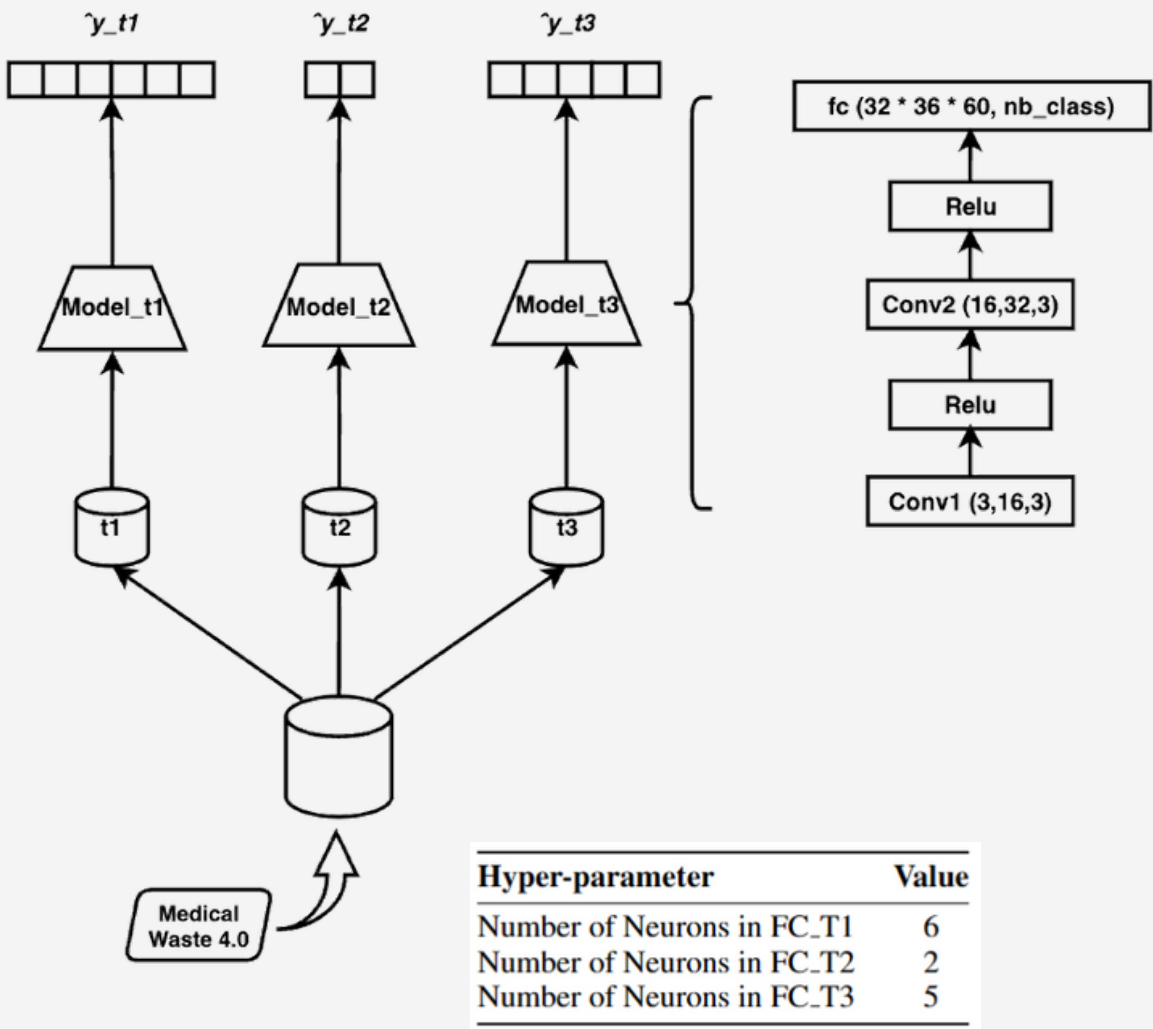 ˆy_t1
ˆy_t2
ˆy_t3
fc (32 * 36 * 60, nb_class)
Relu
Conv2 (16,32,3)
Relu
Conv1 (3,16,3)
Model_t1
Model_t2
Model_t3
t1
t2
t3
Medical
Waste 4.0
Hyper-parameter Value
Number of Neurons in FC_T1 6
Number of Neurons in FC_T2 2
Number of Neurons in FC_T3 5